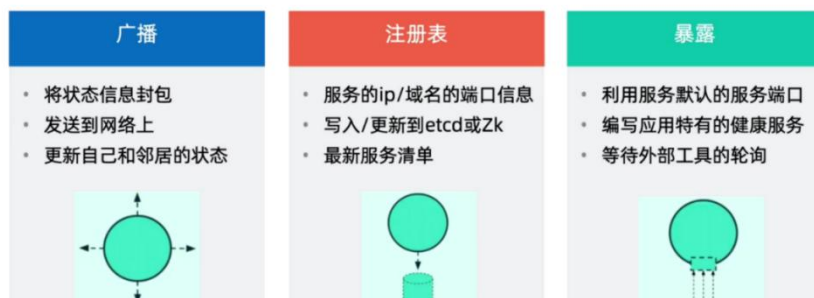 广播
将状态信息封包
发送到网络上
更新自己和邻居的状态
注册表
服务的ip/域名的端口信息
写入/更新到etcd或Zk
最新服务清单
暴露
利用服务默认的服务端口
编写应用特有的健康服务
等待外部工具的轮询